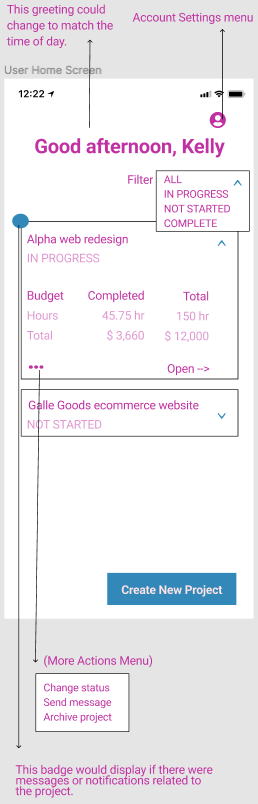 This greeting could
change to match the
time of day.
Account Settings menu
User Home Screen
12:22
Good afternoon, Kelly
Filter
ALL
IN PROGRESS
NOT STARTED
COMPLETE
Alpha web redesign
IN PROGRESS
Budget Completed Total
Hours 45.75 hr 150 hr
Total $ 3,660 $ 12,000
••• Open -->
Galle Goods ecommerce website
NOT STARTED
Create New Project
(More Actions Menu)
Change status
Send message
Archive project
This badge would display if there were
messages or notifications related to
the project.